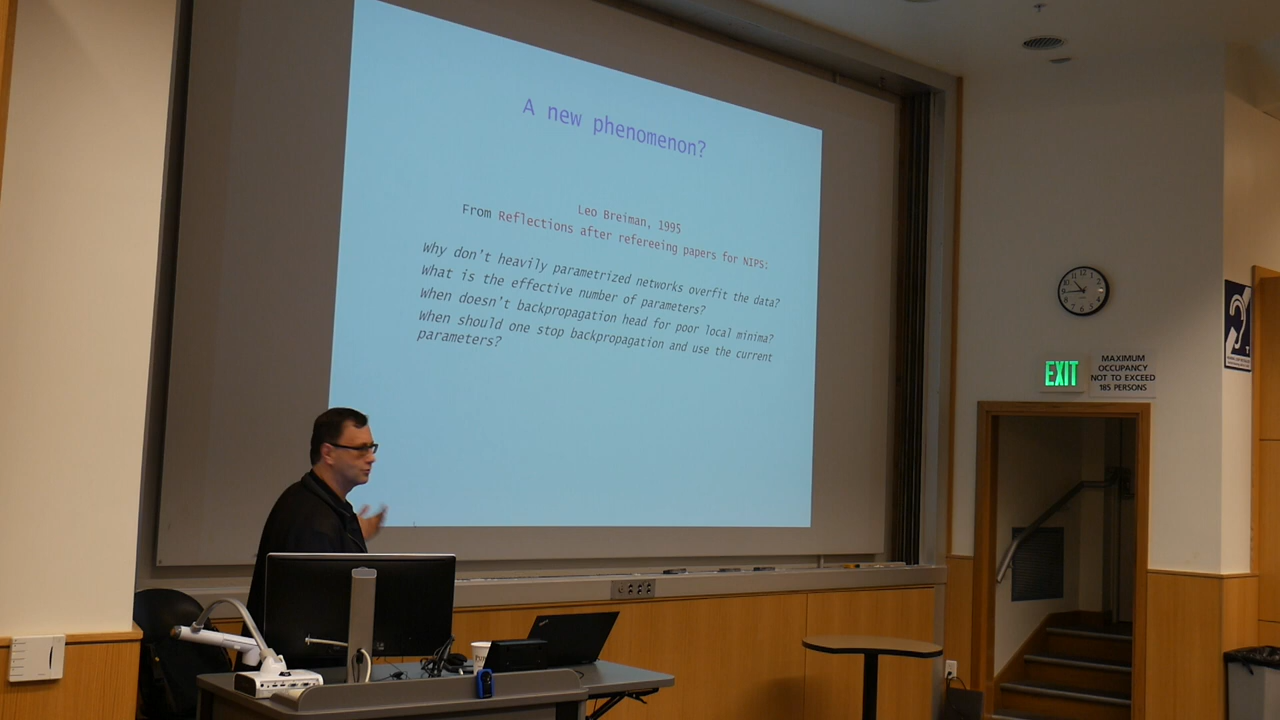 A new phenomenon?
Leo Breiman, 1995
From Reflections after refereeing papers for NIPS:
Why don't heavily parametrized networks overfit the data?
What is the effective number of parameters?
When doesn't backpropagation head for poor local minima?
When should one stop backpropagation and use the current
parameters?
EXIT
MAXIMUM
OCCUPANCY
NOT TO EXCEED
185 PERSONS